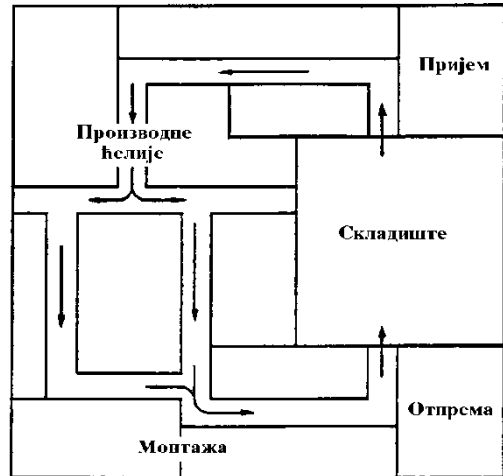 Пријем
Производне
ћелије
Складиште
Отпрема
Монтажа